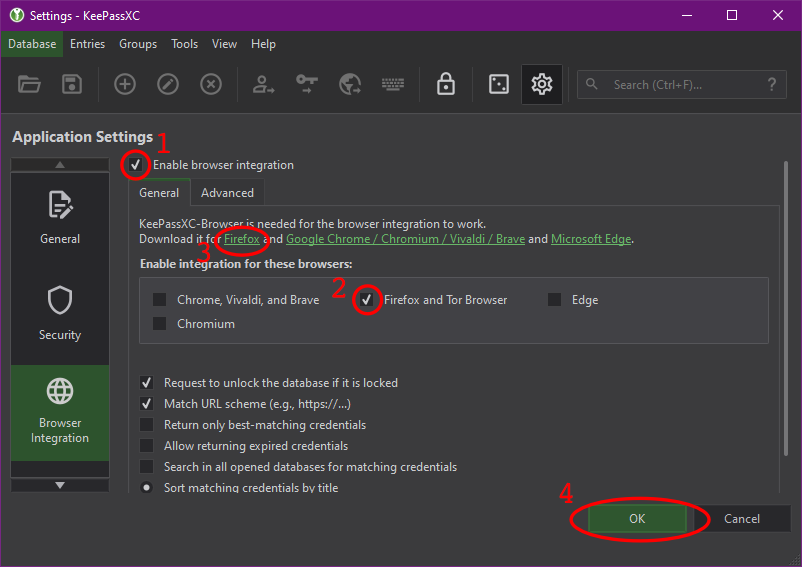 Settings - KeePassXC
Database Entries Groups Tools View Help
Search (Ctrl+F)... ?
Application Settings
1
Enable browser integration
General Advanced
KeePassXC-Browser is needed for the browser integration to work.
Download it for Firefox and Google Chrome / Chromium / Vivaldi / Brave and Microsoft Edge.
3
General
Enable integration for these browsers:
2
Chrome, Vivaldi, and Brave Firefox and Tor Browser Edge
Chromium
Security
Request to unlock the database if it is locked
Match URL scheme (e.g., https://...)
Return only best-matching credentials
Allow returning expired credentials
Search in all opened databases for matching credentials
Sort matching credentials by title
Browser
Integration
4
OK Cancel